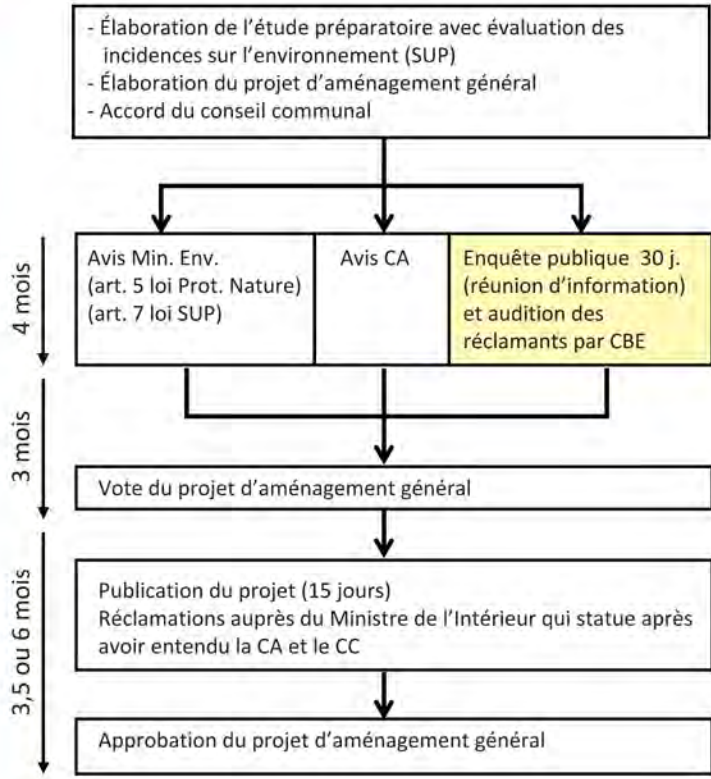 - Élaboration de l'étude préparatoire avec évaluation des
incidences sur l'environnement (SUP)
- Élaboration du projet d'aménagement général
- Accord du conseil communal
4 mois
Avis Min. Env.
(art. 5 loi Prot. Nature)
(art. 7 loi SUP)
Avis CA
Enquête publique 30 j.
(réunion d'information)
et audition des
réclamants par CBE
3 mois
Vote du projet d'aménagement général
3,5 ou 6 mois
Publication du projet (15 jours)
Réclamations auprès du Ministre de l'Intérieur qui statue après
avoir entendu la CA et le CC
Approbation du projet d'aménagement général